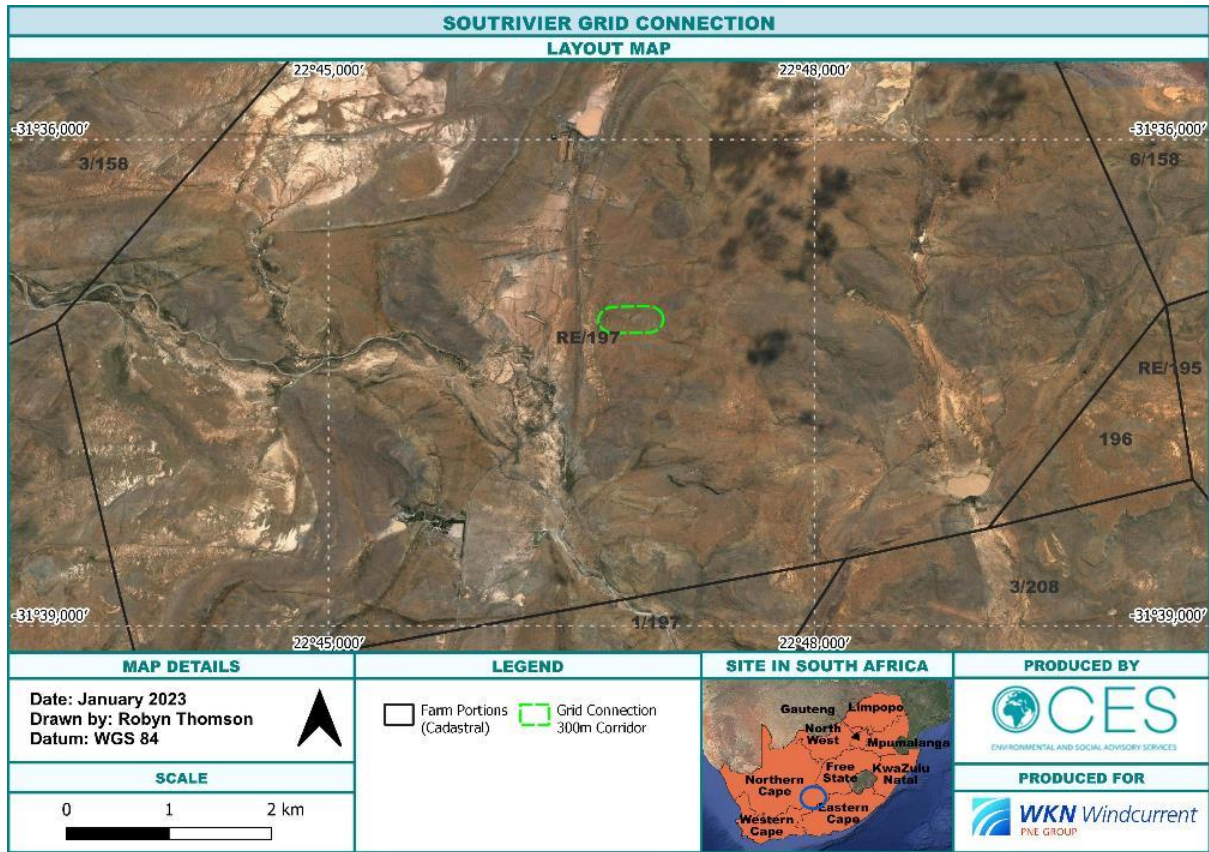 SOUTRIVIER GRID CONNECTION
LAYOUT MAP
22°45,000′
22°48,000′
-31°36,000′
-31°36,000′
3/158
6/158
RE/197
RE/195
196
3/208
1/197
-31°39,000′
-31°39,000′
22°45,000′
22°48,000′
MAP DETAILS
Date: January 2023
Drawn by: Robyn Thomson
Datum: WGS 84
SCALE
0 1 2 km
LEGEND
Farm Portions
(Cadastral)
Grid Connection
300m Corridor
SITE IN SOUTH AFRICA
Limpopo
Gauteng
North
West
Mpumalanga
Free
State
KwaZulu
Natal
Northern
Cape
Eastern
Cape
Western
Cape
PRODUCED BY
CES
ENVIRONMENTAL AND SOCIAL ADVISORY SERVICES
PRODUCED FOR
WKN Windcurrent
PNE GROUP